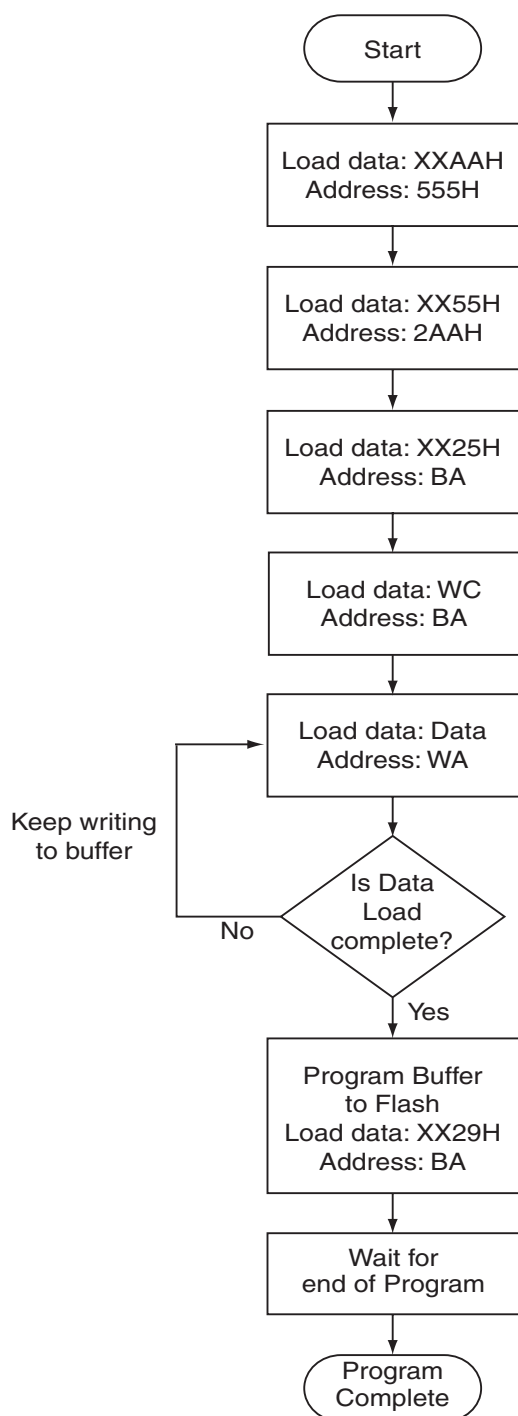 Start
Load data: XXAAH
Address: 555H
Load data: XX55H
Address: 2AAH
Load data: XX25H
Address: BA
Load data: WC
Address: BA
Load data: Data
Address: WA
Keep writing
to buffer
Is Data
Load
complete?
No
Yes
Program Buffer
to Flash
Load data: XX29H
Address: BA
Wait for
end of Program
Program
Complete